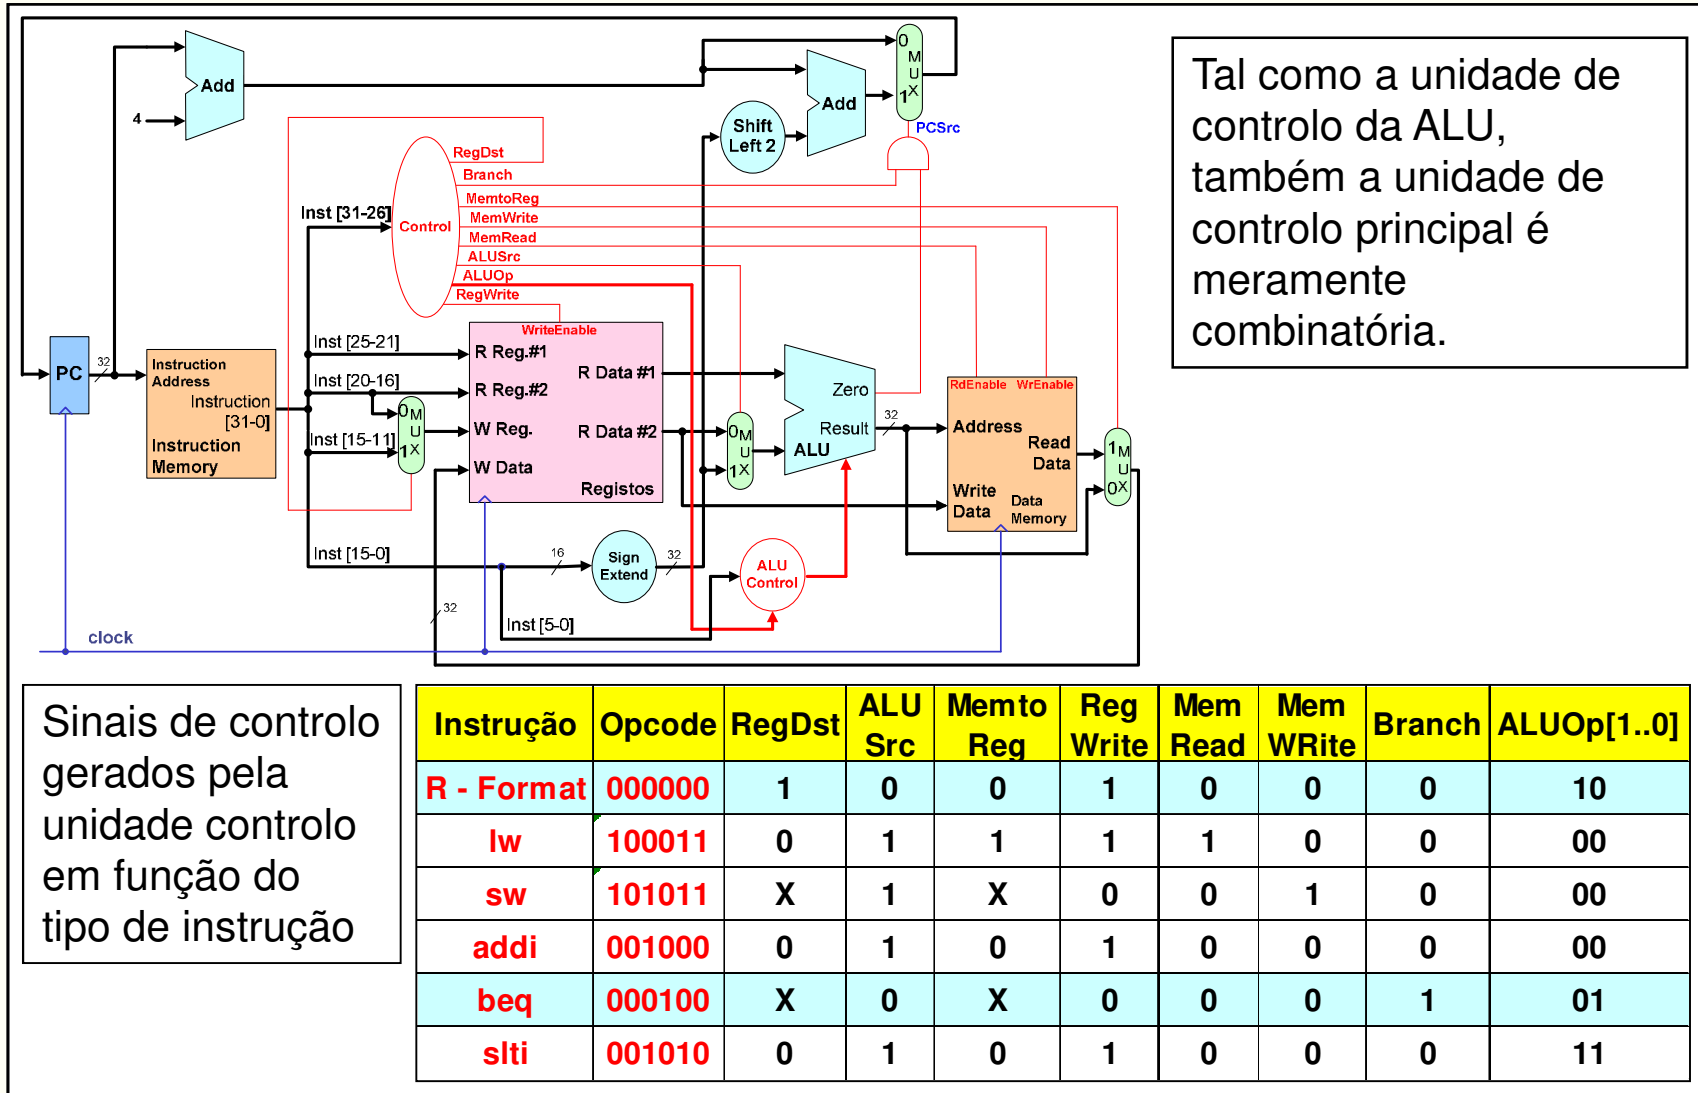 Add
4
0
M
U
X
1
Add
Shift
Left 2
PCSrc
Tal como a unidade de
controlo da ALU,
também a unidade de
controlo principal é
meramente
combinatória.
RegDst
Branch
MemtoReg
MemWrite
MemRead
ALUSrc
ALUOp
RegWrite
Inst [31-26]
Control
PC
32
Instruction
Address
Instruction
[31-0]
Instruction
Memory
Inst [25-21]
Inst [20-16]
Inst [15-11]
0
M
U
X
1
WriteEnable
R Reg.#1
R Reg.#2
W Reg.
W Data
R Data #1
R Data #2
Registos
0
M
U
X
1
Zero
Result
ALU
32
RdEnable WrEnable
Address
Read
Data
Write
Data
Data
Memory
1
M
U
X
0
Inst [15-0]
16
Sign
Extend
32
ALU
Control
32
Inst [5-0]
clock
Sinais de controlo
gerados pela
unidade controlo
em função do
tipo de instrução
Instrução Opcode RegDst ALU Src Memto Reg Reg Write Mem Read Mem WRite Branch ALUOp[1..0]
R - Format 000000 1 0 0 1 0 0 0 10
lw 100011 0 1 1 1 1 0 0 00
sw 101011 X 1 X 0 0 1 0 00
addi 001000 0 1 0 1 0 0 0 00
beq 000100 X 0 X 0 0 0 1 01
slti 001010 0 1 0 1 0 0 0 11